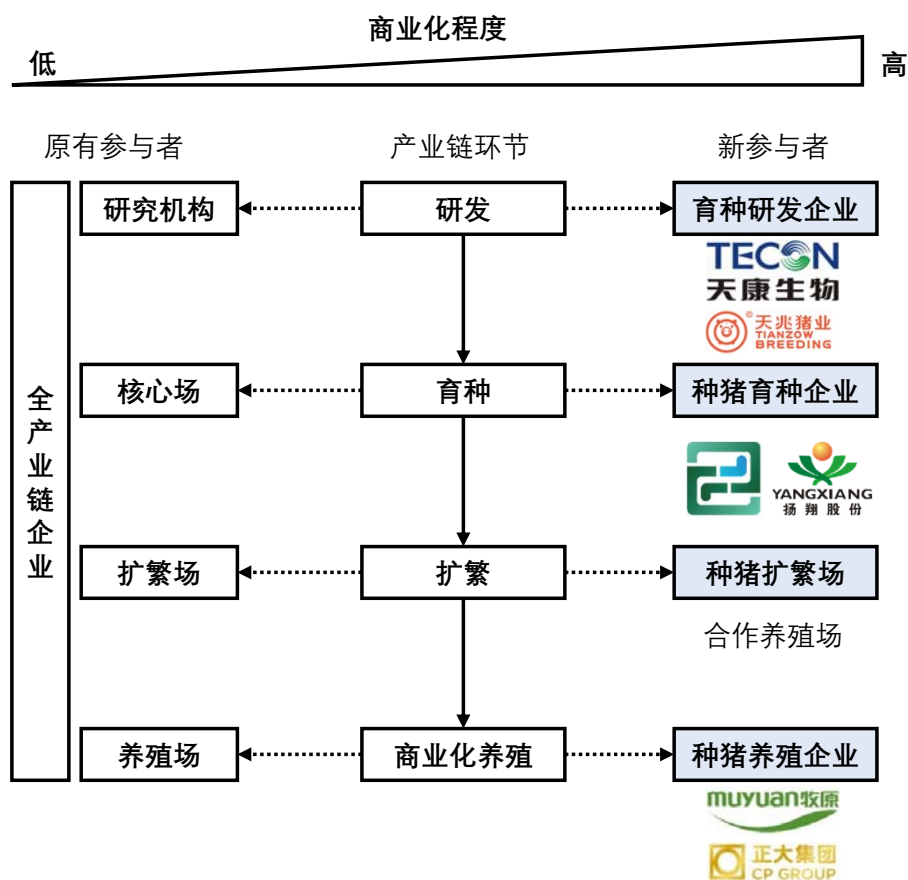 商业化程度
低
高
原有参与者
产业链环节
新参与者
全产业链企业
研究机构
研发
育种研发企业
TECON
天康生物
天兆猪业
TIANZOW
BREEDING
核心场
育种
种猪育种企业
YANGXIANG
扬翔股份
扩繁场
扩繁
种猪扩繁场
合作养殖场
养殖场
商业化养殖
种猪养殖企业
muyuan牧原
正大集团
CP GROUP